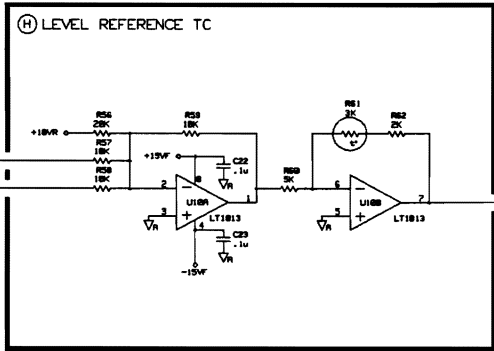 H LEVEL REFERENCE TC
R56
20K
+10VR
R57
10K
R58
10K
R59
10K
+15VF
8
C22
.1u
R
2
U10A
3
R
4
1
LT1013
C23
.1u
R
-15VF
R60
5K
R61
3K
t°
R62
2K
6
U10B
5
R
7
LT1013